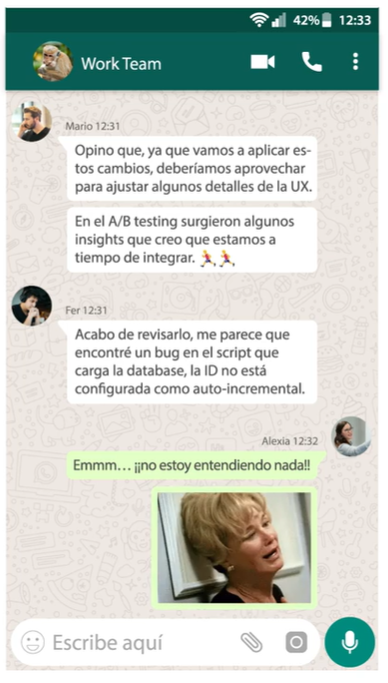 42% 12:33
Work Team
Mario 12:31
Opino que, ya que vamos a aplicar es-
tos cambios, deberíamos aprovechar
para ajustar algunos detalles de la UX.
En el A/B testing surgieron algunos
insights que creo que estamos a
tiempo de integrar. 🏃‍♀️🏃‍♀️
Fer 12:31
Acabo de revisarlo, me parece que
encontré un bug en el script que
carga la database, la ID no está
configurada como auto-incremental.
Alexia 12:32
Emmm… ¡¡no estoy entendiendo nada!!
Escribe aquí